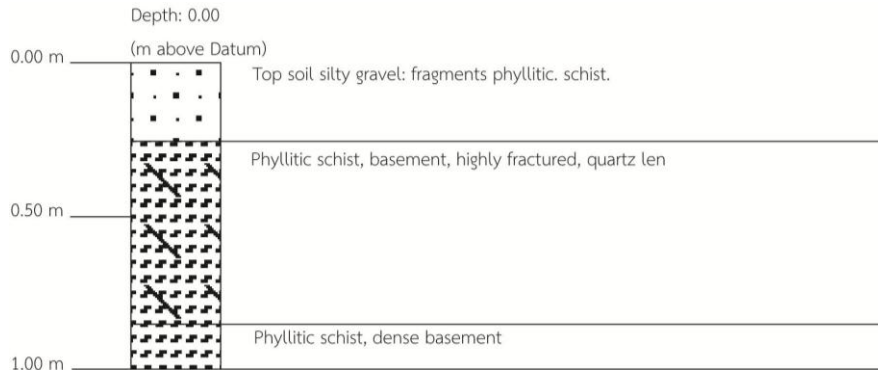 Depth: 0.00
(m above Datum)
0.00 m
Top soil silty gravel: fragments phyllitic. schist.
Phyllitic schist, basement, highly fractured, quartz len
0.50 m
Phyllitic schist, dense basement
1.00 m